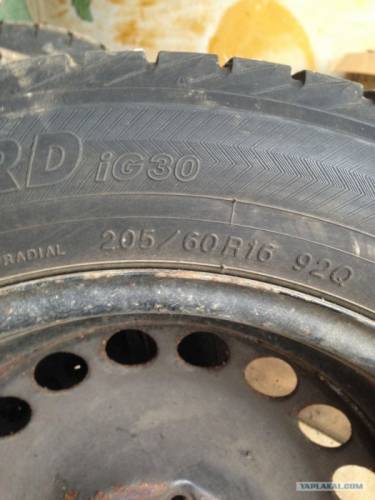 RD iG30
RADIAL 205/60R16 92Q
YAPLAKAL.COM